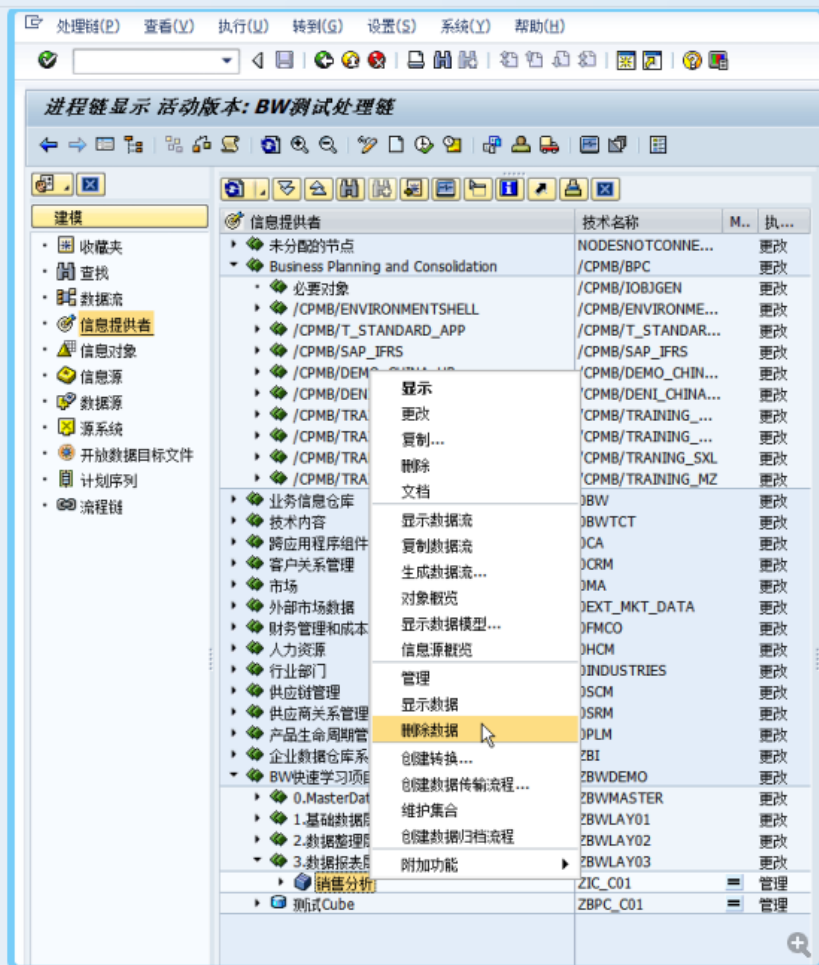 处理链(P) 查看(V) 执行(U) 转到(G) 设置(S) 系统(Y) 帮助(H)
进程链显示 活动版本: BW测试处理链
建模
收藏夹
查找
数据流
信息提供者
信息对象
信息源
数据源
源系统
开放数据目标文件
计划序列
流程链
信息提供者 技术名称 M.. 执...
未分配的节点 NODESNOTCONNE... 更改
Business Planning and Consolidation /CPMB/BPC 更改
必要对象 /CPMB/IOBJGEN 更改
/CPMB/ENVIRONMENTSHELL /CPMB/ENVIRONME... 更改
/CPMB/T_STANDARD_APP /CPMB/T_STANDAR... 更改
/CPMB/SAP_IFRS /CPMB/SAP_IFRS 更改
/CPMB/DEMO_CHINA_ /CPMB/DEMO_CHIN... 更改
/CPMB/DEN /CPMB/DENI_CHINA... 更改
/CPMB/TRA /CPMB/TRAINING_... 更改
/CPMB/TRA /CPMB/TRAINING_... 更改
/CPMB/TRA /CPMB/TRANING_SXL 更改
/CPMB/TRA /CPMB/TRAINING_MZ 更改
业务信息仓库 0BW 更改
技术内容 0BWTCT 更改
跨应用程序组件 0CA 更改
客户关系管理 0CRM 更改
市场 0MA 更改
外部市场数据 0EXT_MKT_DATA 更改
财务管理和成本 0FMCO 更改
人力资源 0HCM 更改
行业部门 0INDUSTRIES 更改
供应链管理 0SCM 更改
供应商关系管理 0SRM 更改
产品生命周期管 0PLM 更改
企业数据仓库系 ZBI 更改
BW快速学习项目 ZBWDEMO 更改
0.MasterDat ZBWMASTER 更改
1.基础数据层 ZBWLAY01 更改
2.数据整理层 ZBWLAY02 更改
3.数据报表层 ZBWLAY03 更改
销售分析 ZIC_C01 = 管理
测试Cube ZBPC_C01 = 管理
显示
更改
复制...
删除
文档
显示数据流
复制数据流
生成数据流...
对象概览
显示数据模型...
信息源概览
管理
显示数据
删除数据
创建转换...
创建数据传输流程...
维护集合
创建数据归档流程
附加功能